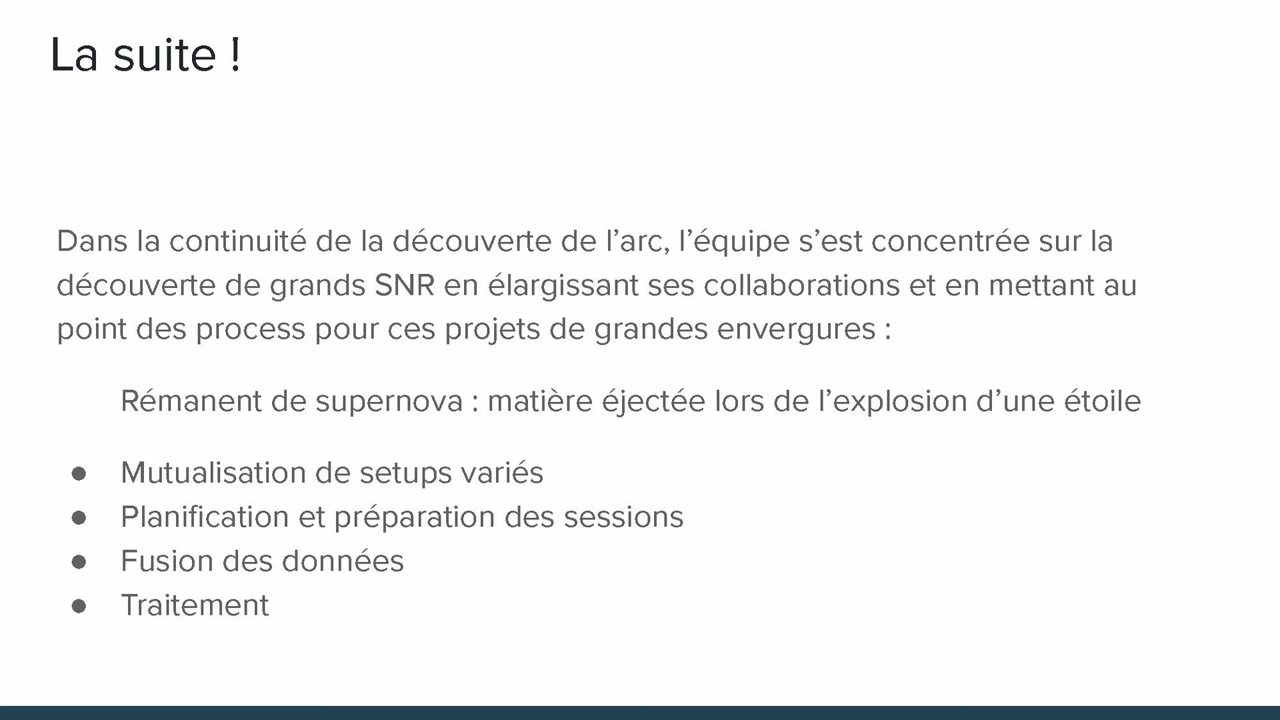 La suite !
Dans la continuité de la découverte de l’arc, l’équipe s’est concentrée sur la
découverte de grands SNR en élargissant ses collaborations et en mettant au
point des process pour ces projets de grandes envergures :
Rémanent de supernova : matière éjectée lors de l’explosion d’une étoile
● Mutualisation de setups variés
● Planification et préparation des sessions
● Fusion des données
● Traitement